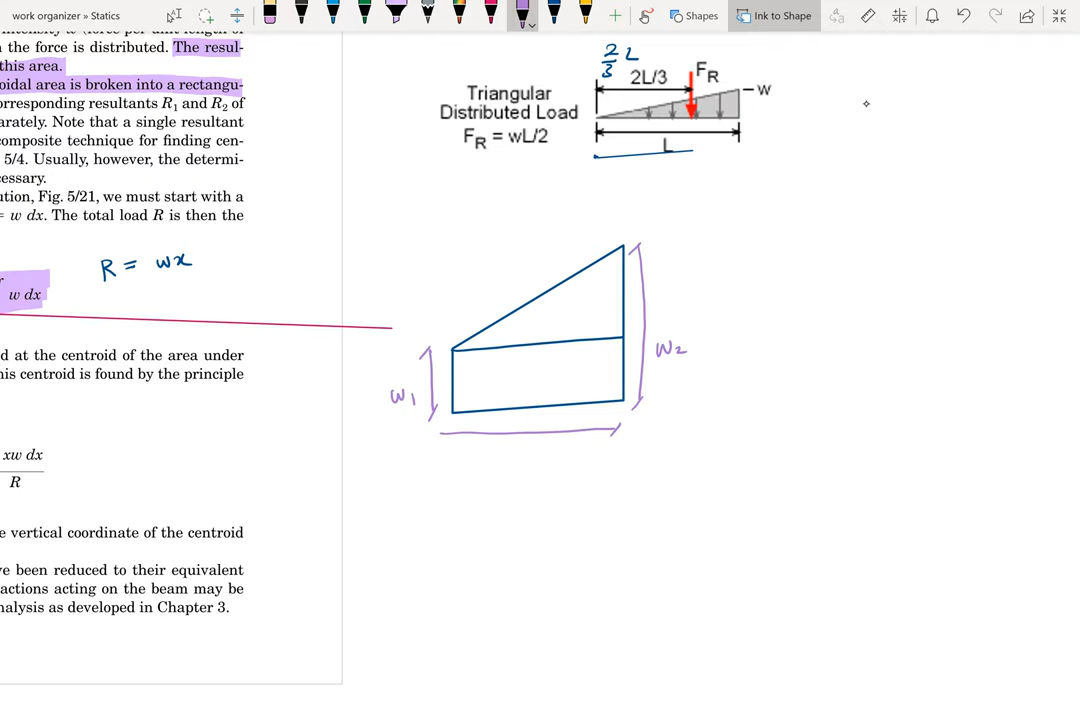 work organizer » Statics
Shapes
Ink to Shape
the force is distributed. The resul-
this area.
oidal area is broken into a rectangu-
orresponding resultants R₁ and R₂ of
arately. Note that a single resultant
composite technique for finding cen-
5/4. Usually, however, the determi-
cessary.
ution, Fig. 5/21, we must start with a
= w dx. The total load R is then the
w dx
R = wx
d at the centroid of the area under
his centroid is found by the principle
xw dx
R
e vertical coordinate of the centroid
ve been reduced to their equivalent
actions acting on the beam may be
nalysis as developed in Chapter 3.
2/3 L
2L/3
FR
w
Triangular
Distributed Load
FR = wL/2
L
W₁
W₂